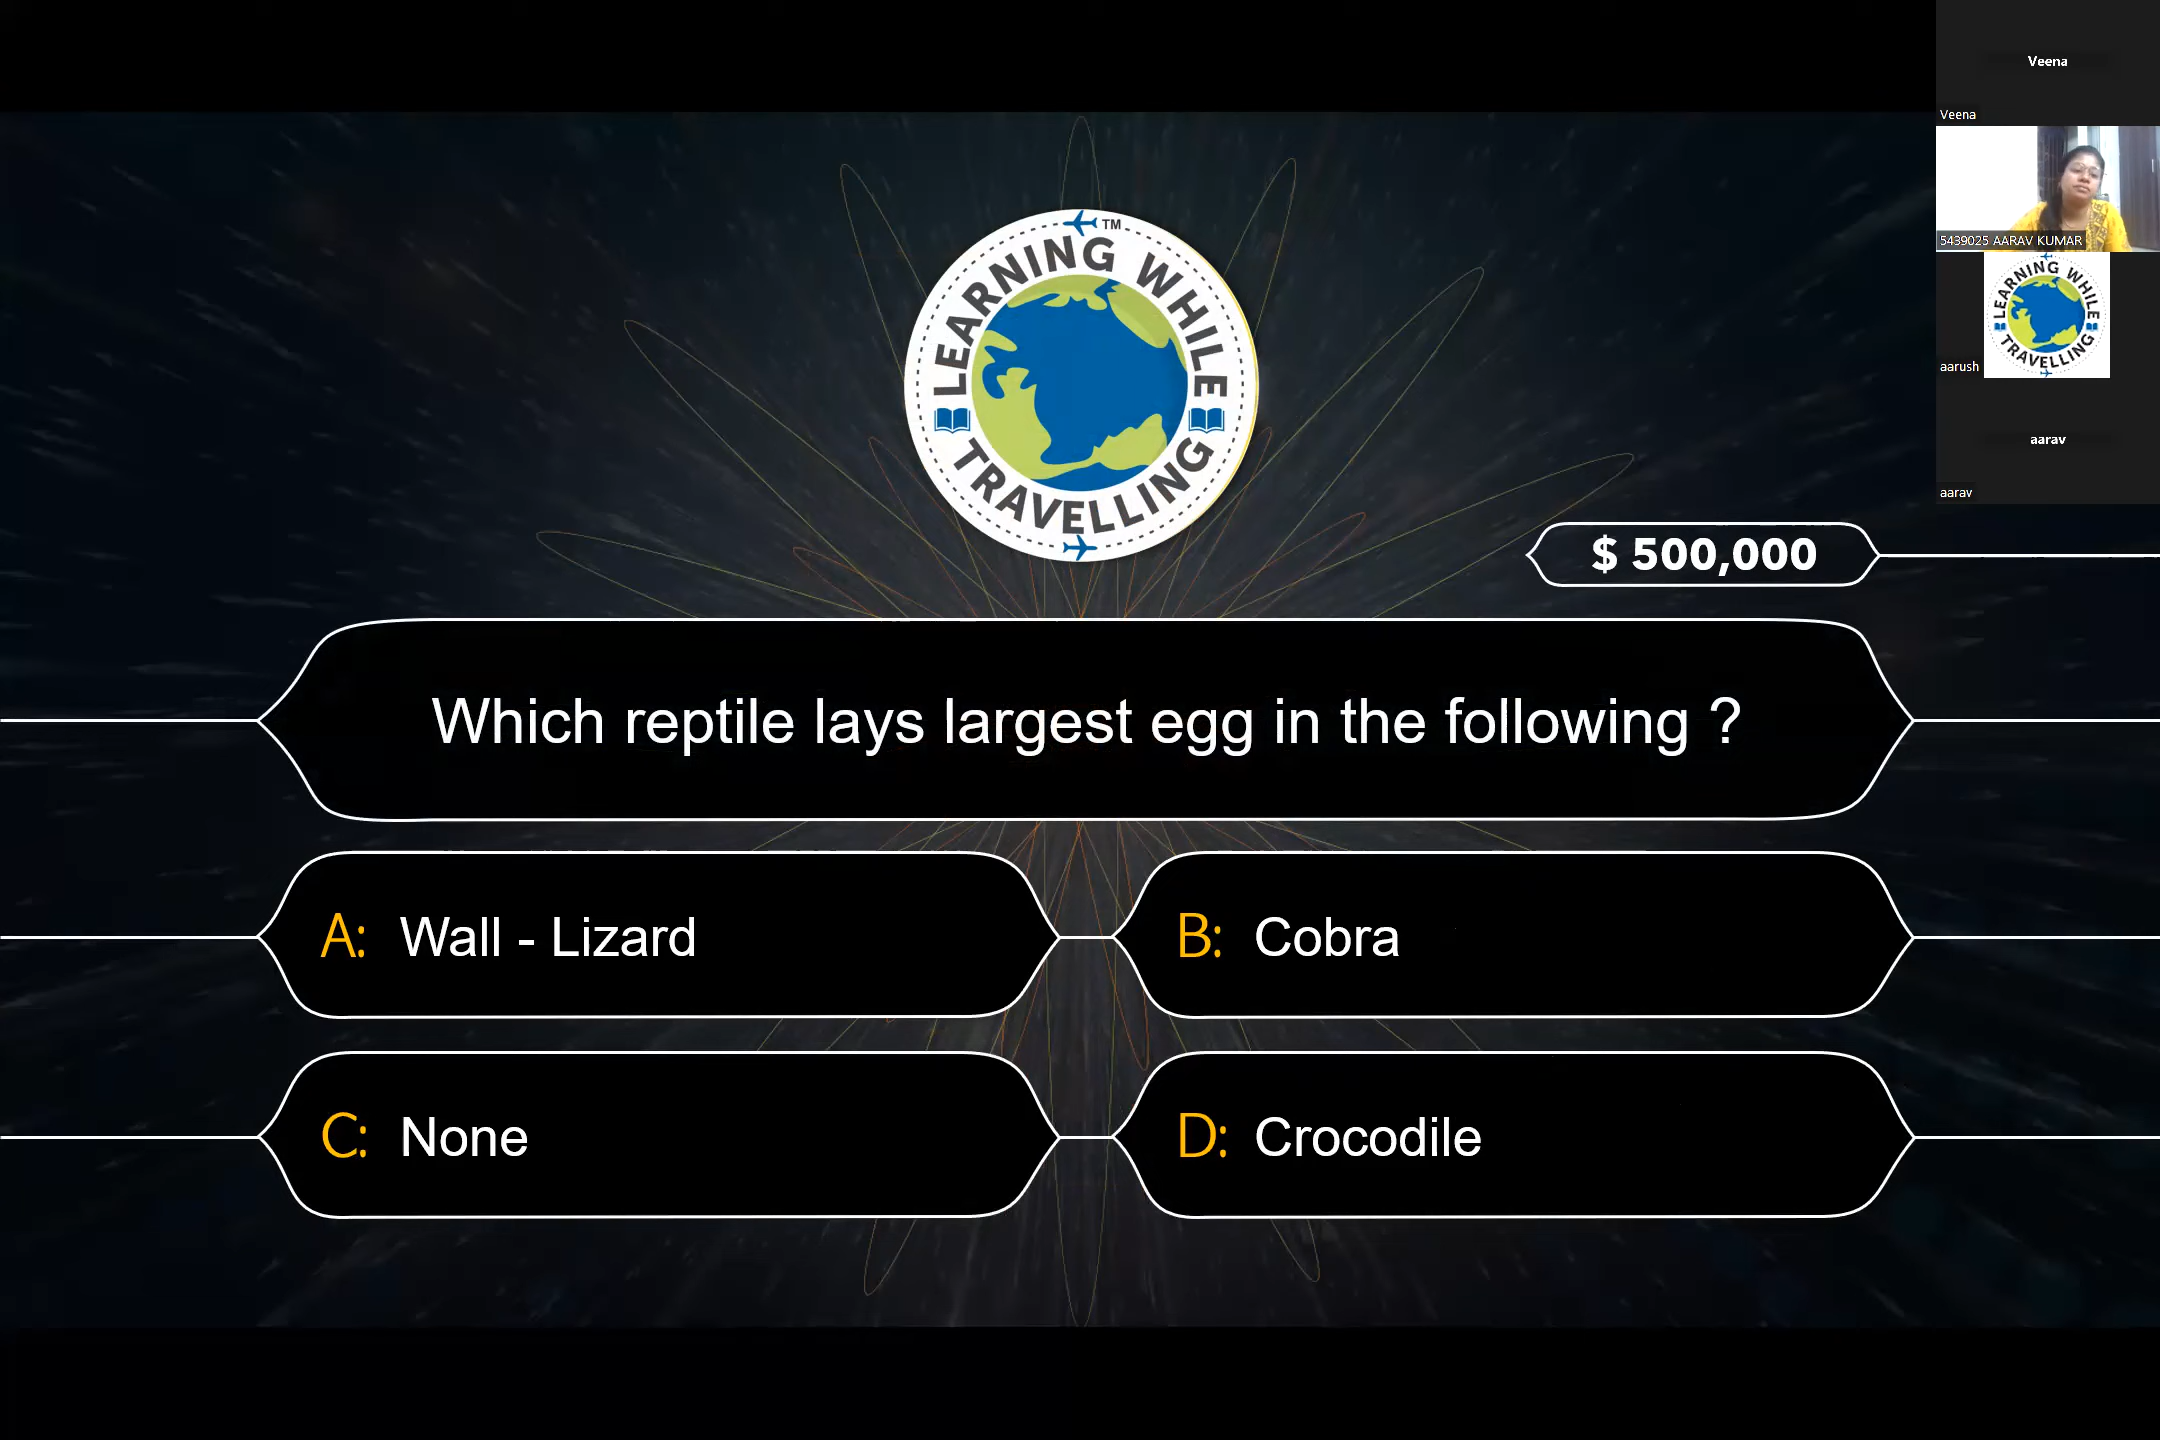 Veena
Veena
5439025 AARAV KUMAR
LEARNING WHILE
TRAVELLING
aarush
aarav
aarav
TM
LEARNING WHILE
TRAVELLING
$ 500,000
Which reptile lays largest egg in the following ?
A: Wall - Lizard
B: Cobra
C: None
D: Crocodile